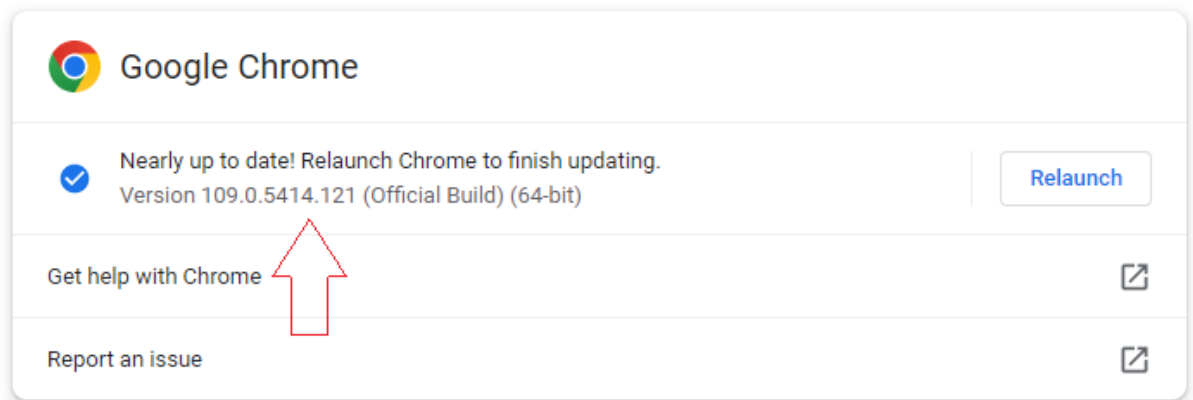 Google Chrome
Nearly up to date! Relaunch Chrome to finish updating.
Version 109.0.5414.121 (Official Build) (64-bit)
Relaunch
Get help with Chrome
Report an issue